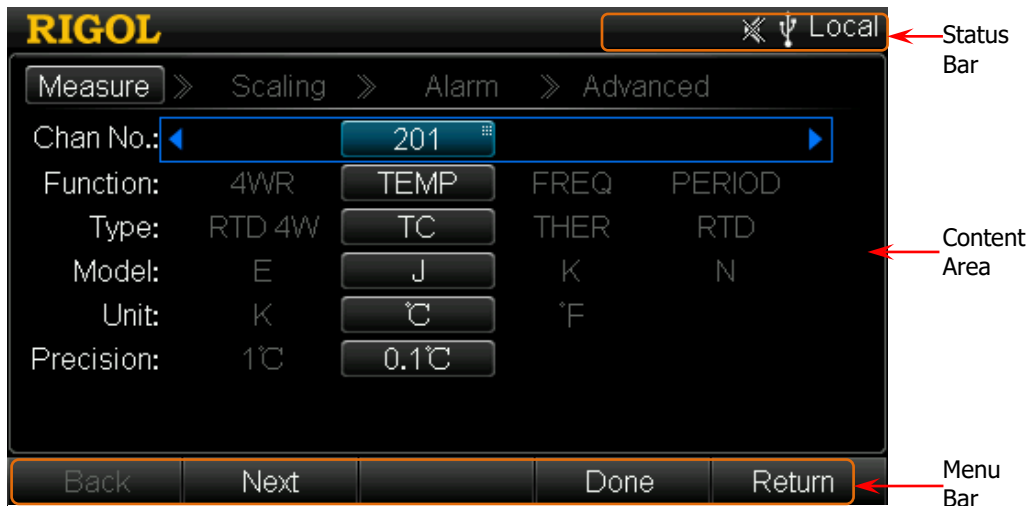 RIGOL
Local
Status
Bar
Measure » Scaling » Alarm » Advanced
Chan No.: 201
Function: 4WR TEMP FREQ PERIOD
Type: RTD 4W TC THER RTD
Content
Area
Model: E J K N
Unit: K ℃ °F
Precision: 1℃ 0.1℃
Back Next Done Return
Menu
Bar